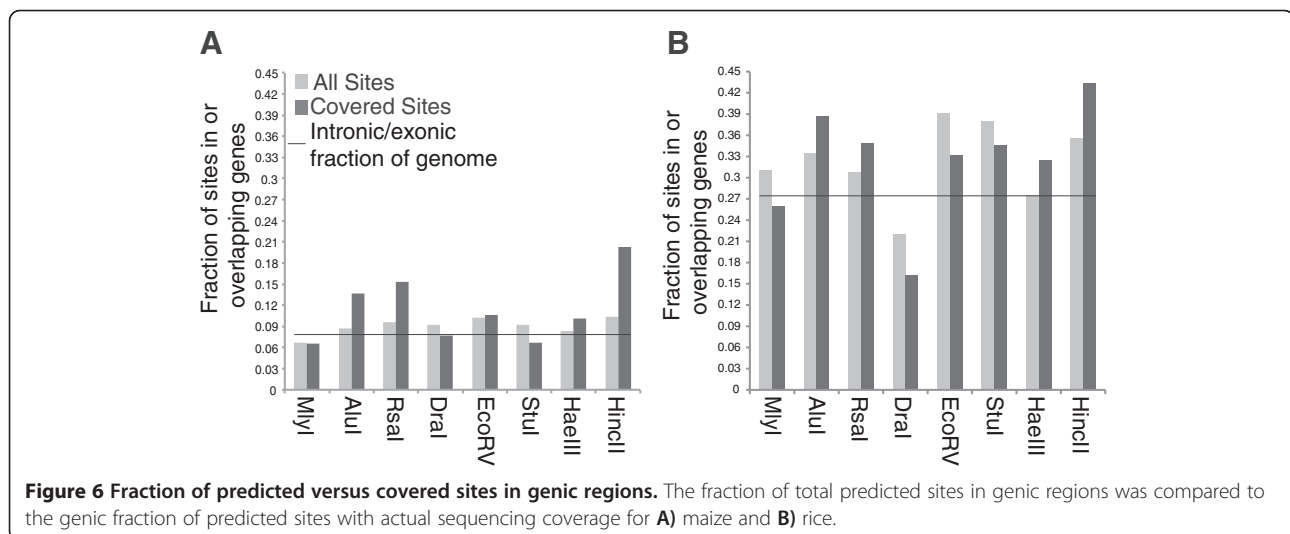 A
Fraction of sites in or
overlapping genes
0.45
0.42
0.39
0.36
0.33
0.3
0.27
0.24
0.21
0.18
0.15
0.12
0.09
0.06
0.03
0
All Sites
Covered Sites
Intronic/exonic
fraction of genome
MlyI
AluI
RsaI
DraI
EcoRV
StuI
HaeIII
HincII
B
Fraction of sites in or
overlapping genes
0.45
0.42
0.39
0.36
0.33
0.3
0.27
0.24
0.21
0.18
0.15
0.12
0.09
0.06
0.03
0
MlyI
AluI
RsaI
DraI
EcoRV
StuI
HaeIII
HincII
Figure 6 Fraction of predicted versus covered sites in genic regions. The fraction of total predicted sites in genic regions was compared to
the genic fraction of predicted sites with actual sequencing coverage for A) maize and B) rice.